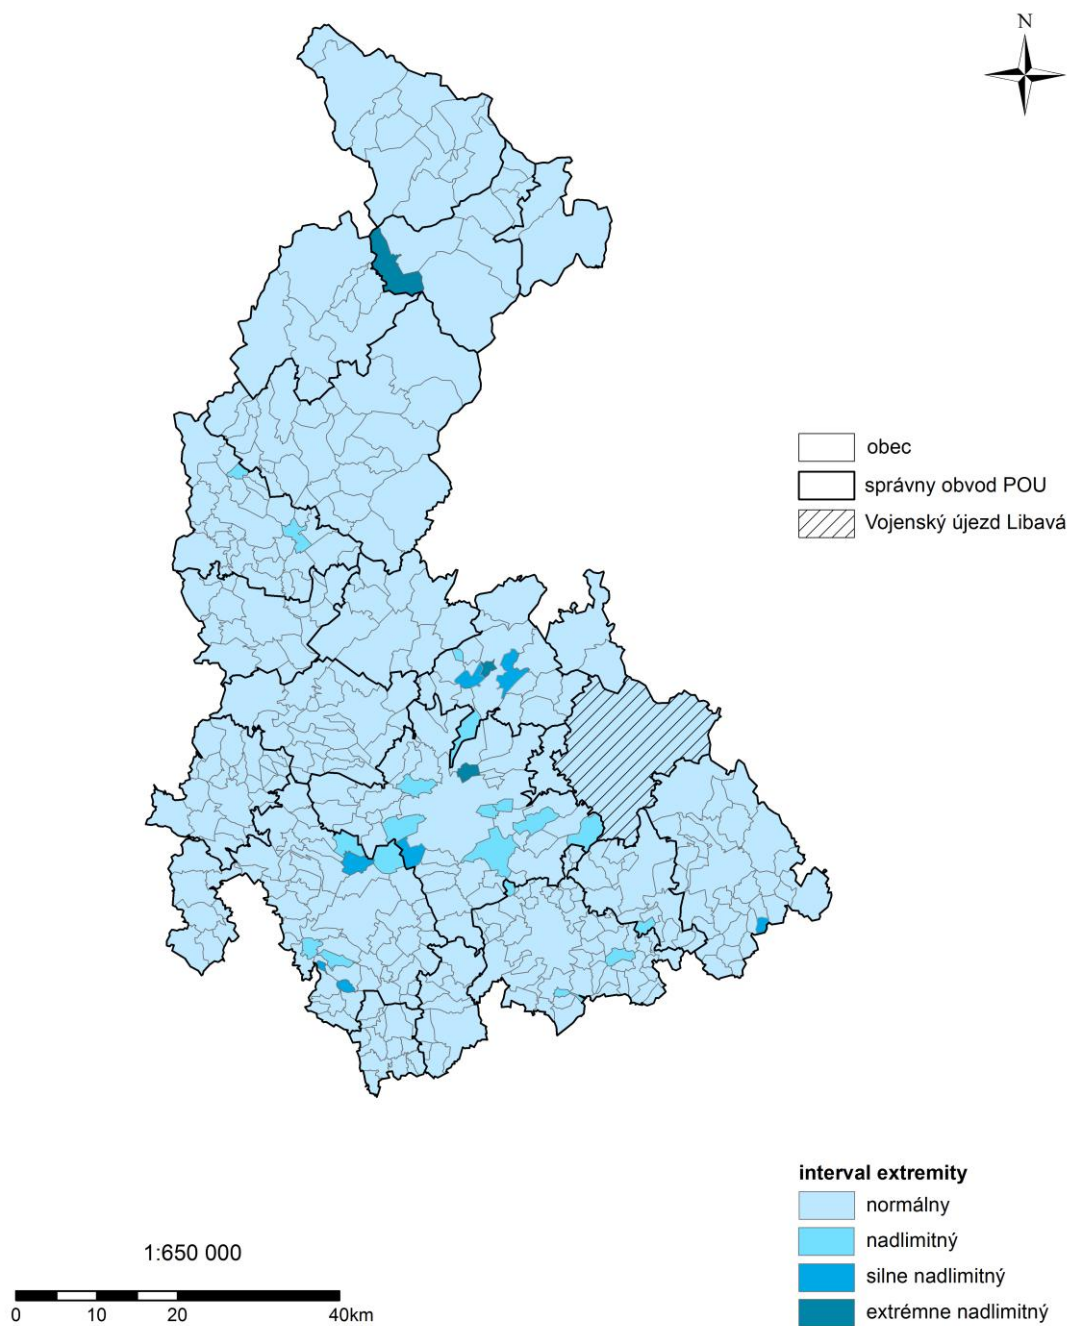 N
obec
správny obvod POU
Vojenský újezd Libavá
interval extremity
normálny
nadlimitný
silne nadlimitný
extrémne nadlimitný
1:650 000
0 10 20 40km